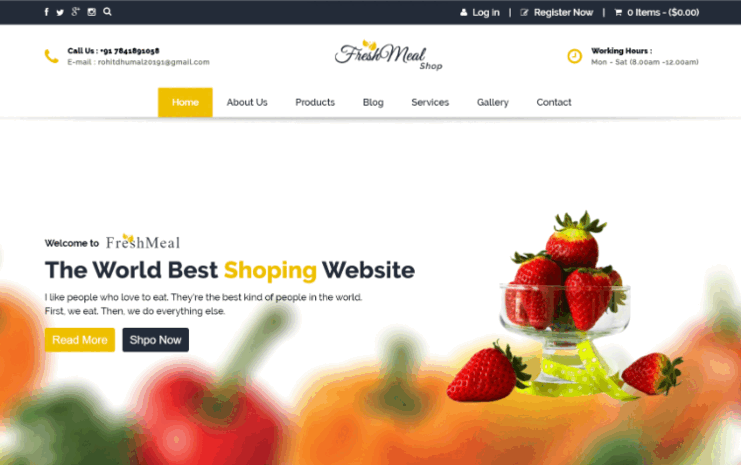 Log in | Register Now | 0 Items - ($0.00)
Call Us : +91 7841891058
E-mail : rohitdhumal20191@gmail.com
FreshMeal
Shop
Working Hours :
Mon - Sat (8.00am -12.00am)
Home About Us Products Blog Services Gallery Contact
Welcome to FreshMeal
The World Best Shoping Website
I like people who love to eat. They're the best kind of people in the world.
First, we eat. Then, we do everything else.
Read More Shpo Now